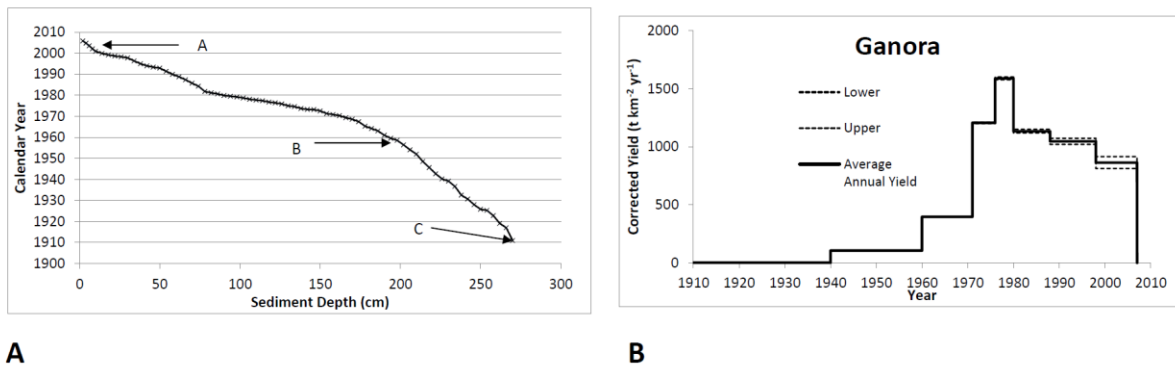 2010
2000
1990
1980
1970
1960
1950
1940
1930
1920
1910
1900
Calendar Year
A
B
C
0 50 100 150 200 250 300
Sediment Depth (cm)
A
Ganora
2000
1500
1000
500
0
Corrected Yield (t km-2 yr-1)
Lower
Upper
Average
Annual Yield
1910 1920 1930 1940 1950 1960 1970 1980 1990 2000 2010
Year
B